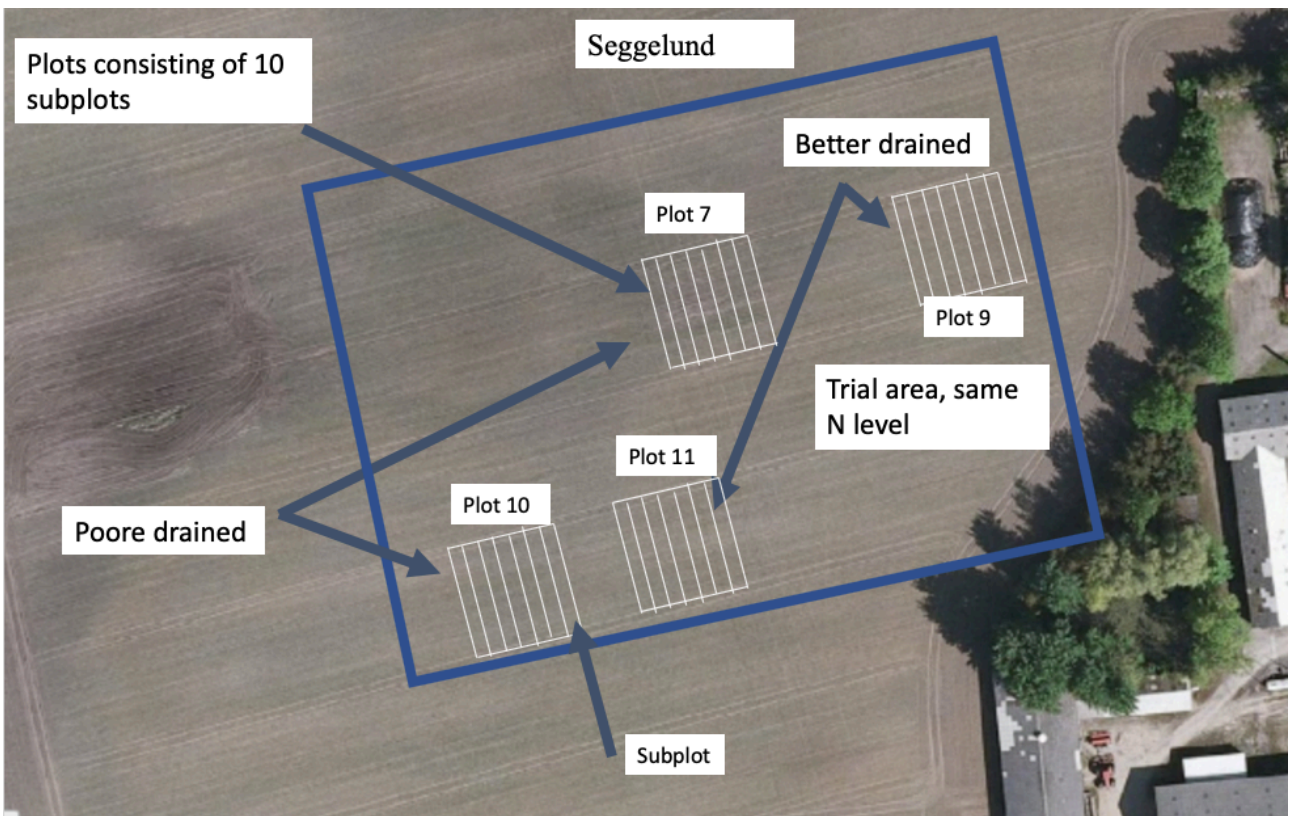 Seggelund
Plots consisting of 10
subplots
Better drained
Plot 7
Plot 9
Trial area, same
N level
Plot 11
Plot 10
Poore drained
Subplot